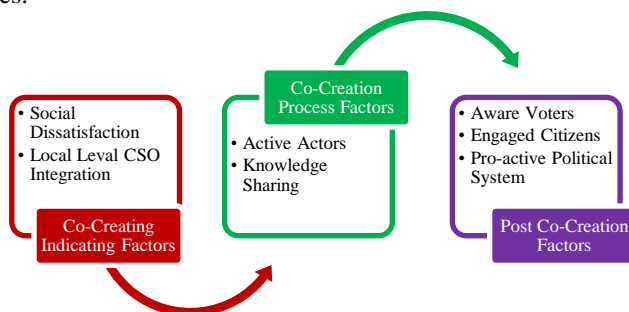 es.
• Social
Dissatisfaction
• Local Leval CSO
Integration
Co-Creating
Indicating Factors
Co-Creation
Process Factors
• Active Actors
• Knowledge
Sharing
• Aware Voters
• Engaged Citizens
• Pro-active Political
System
Post Co-Creation
Factors